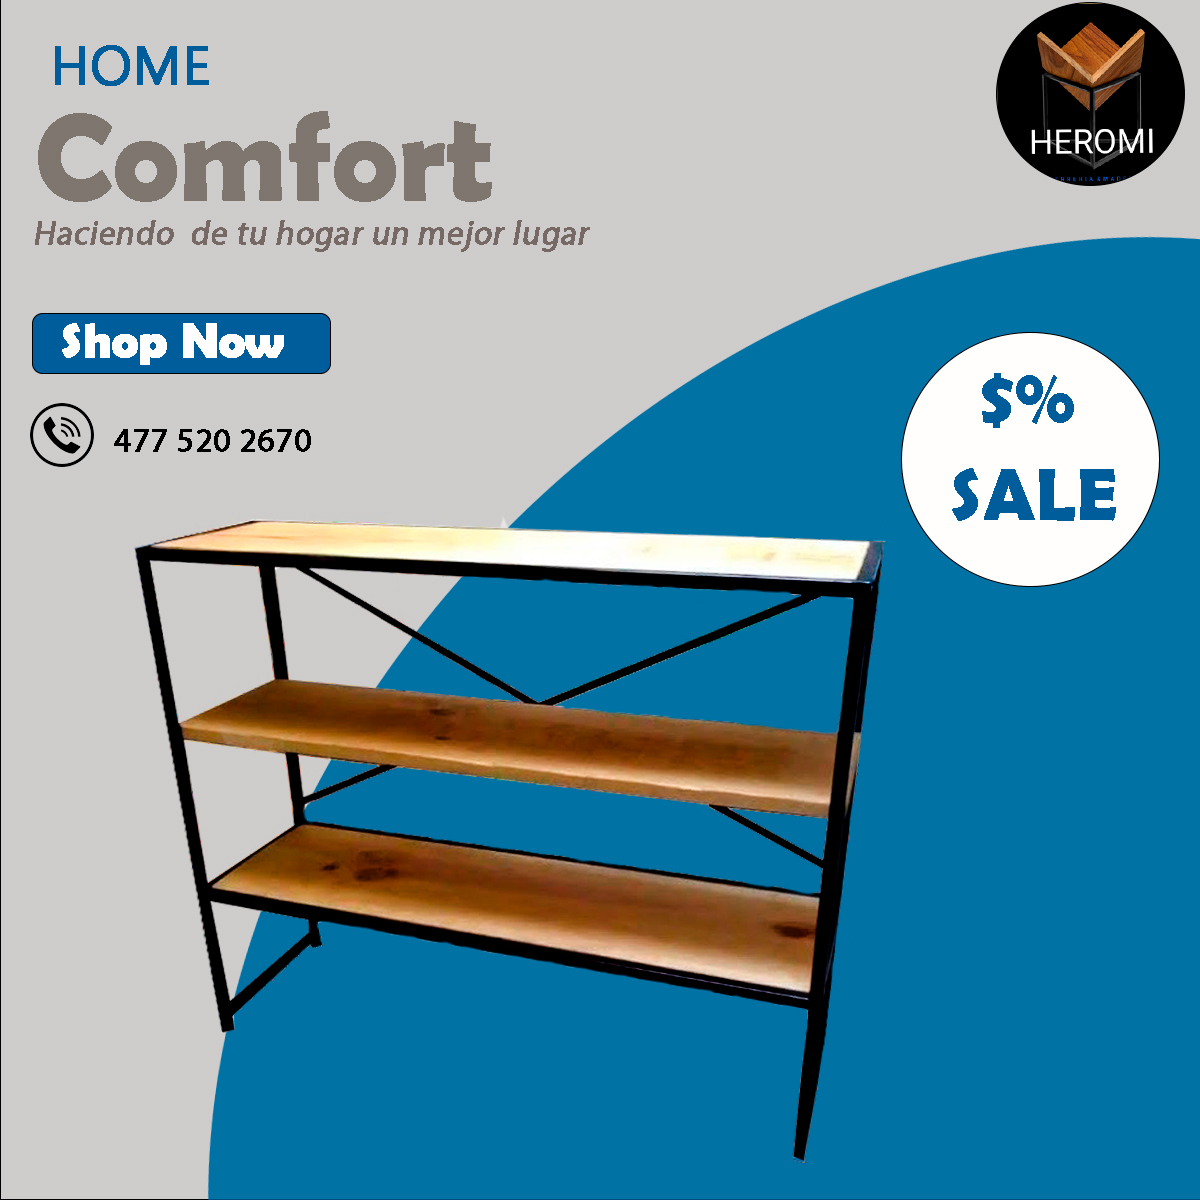 HOME
Comfort
Haciendo de tu hogar un mejor lugar
Shop Now
477 520 2670
HEROMI
$%
SALE